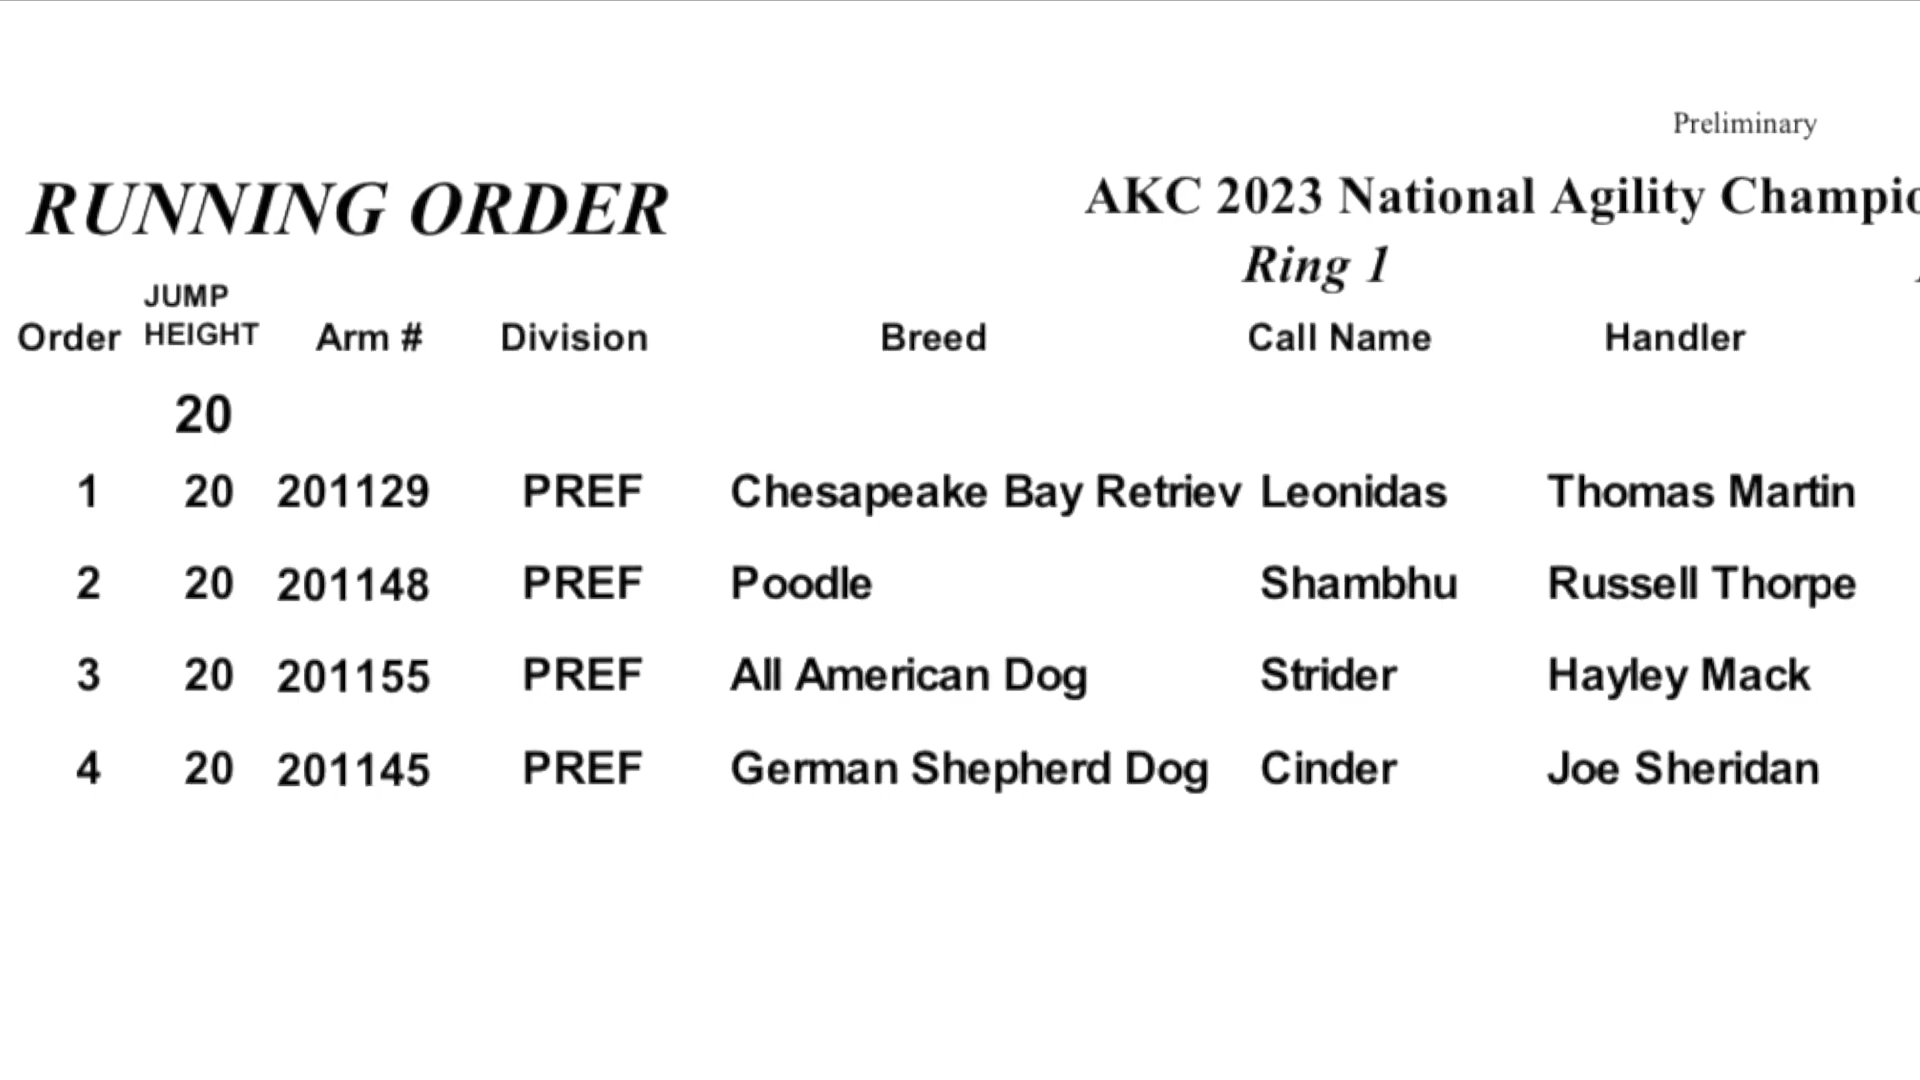 Preliminary
RUNNING ORDER
AKC 2023 National Agility Champio
Ring 1
Order JUMP HEIGHT Arm # Division Breed Call Name Handler
20
1 20 201129 PREF Chesapeake Bay Retriev Leonidas Thomas Martin
2 20 201148 PREF Poodle Shambhu Russell Thorpe
3 20 201155 PREF All American Dog Strider Hayley Mack
4 20 201145 PREF German Shepherd Dog Cinder Joe Sheridan